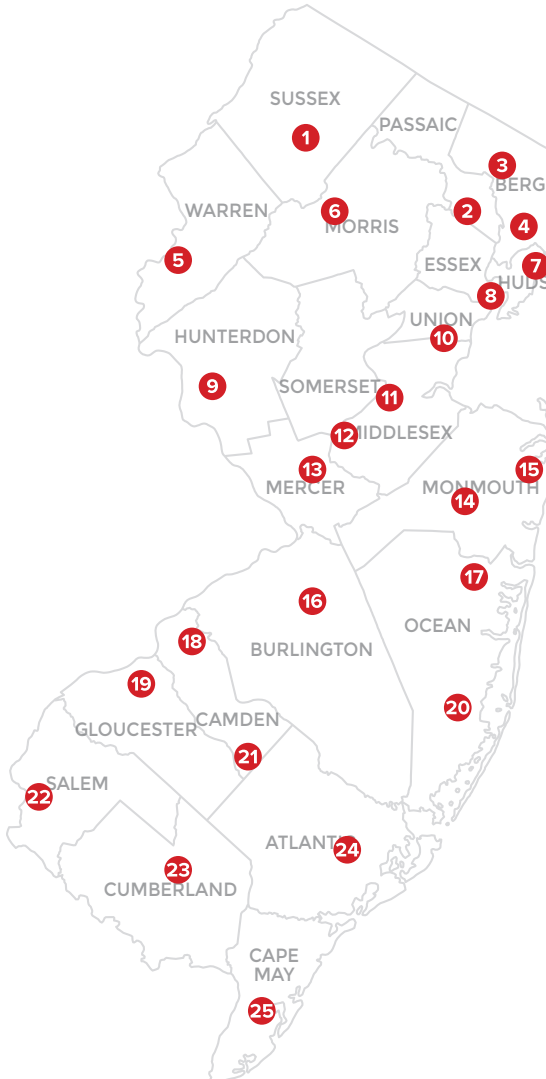 SUSSEX
PASSAIC
1
3
BERG
WARREN
6
2
MORRIS
4
5
ESSEX
7
HUDS
8
UNION
HUNTERDON
10
9
SOMERSET
11
12
MIDDLESEX
13
15
MERCER
MONMOUTH
14
17
16
OCEAN
18
BURLINGTON
19
20
CAMDEN
GLOUCESTER
21
SALEM
22
ATLANTI
24
23
CUMBERLAND
CAPE
MAY
25